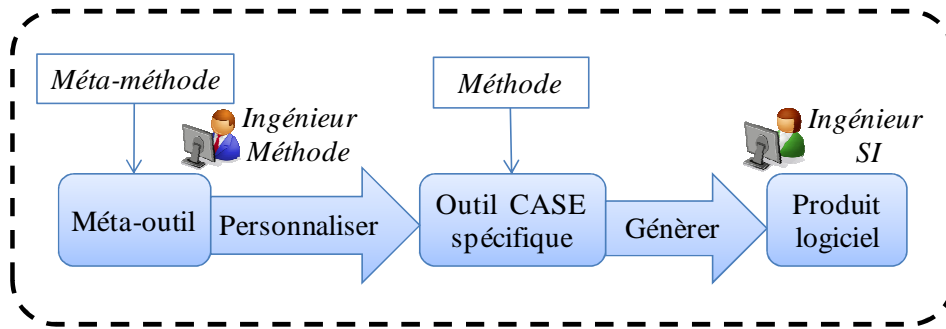 Méta-méthode
Méthode
Ingénieur
Méthode
Ingénieur
SI
Méta-outil
Personnaliser
Outil CASE
spécifique
Génèrer
Produit
logiciel